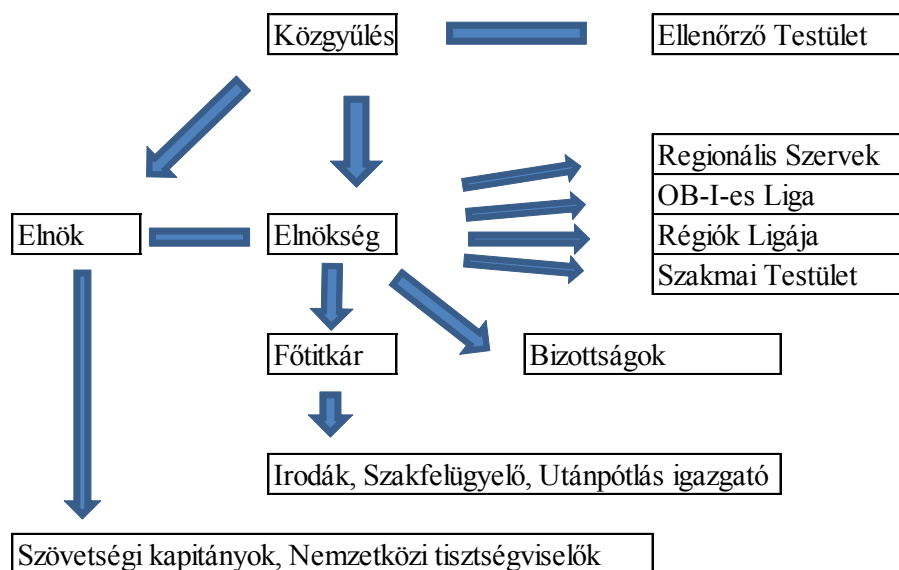 Közgyűlés
Ellenőrző Testület
Regionális Szervek
OB-I-es Liga
Elnök
Elnökség
Régiók Ligája
Szakmai Testület
Főtitkár
Bizottságok
Irodák, Szakfelügyelő, Utánpótlás igazgató
Szövetségi kapitányok, Nemzetközi tisztségviselők